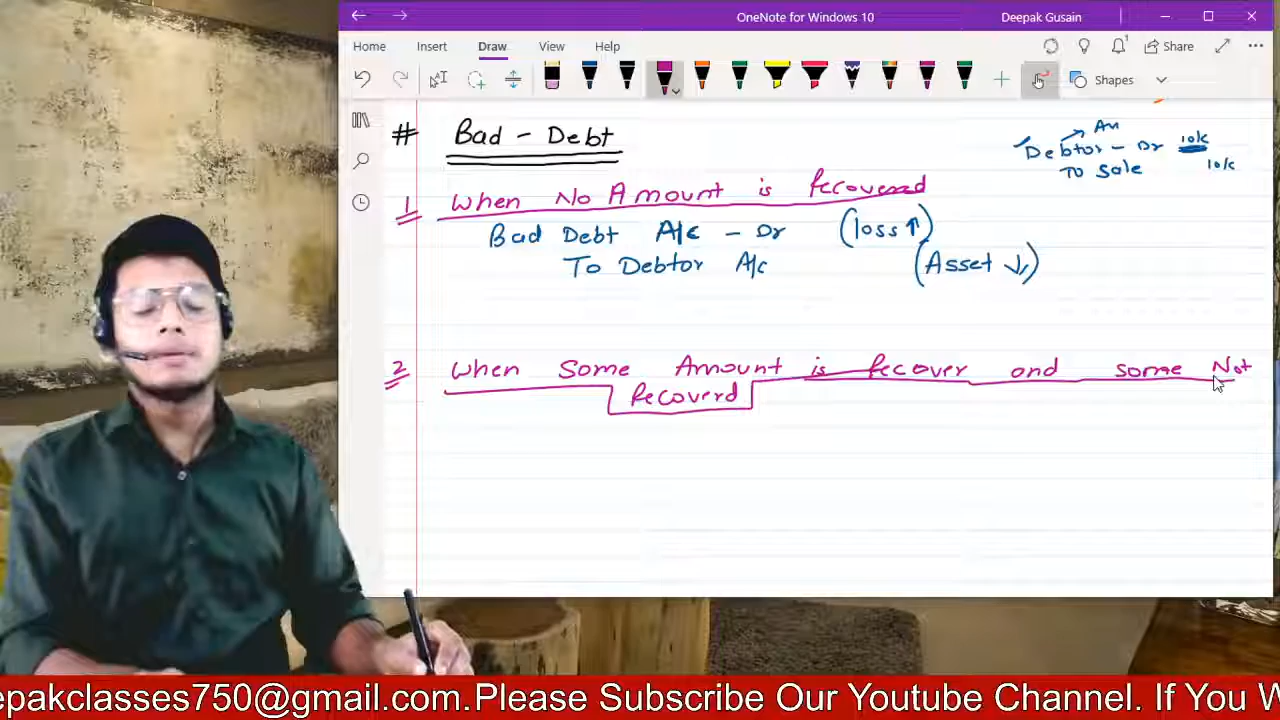 OneNote for Windows 10
Deepak Gusain
Home Insert Draw View Help
Share
Shapes
# Bad - Debt
An
Debtor - Dr 10k
To Sale 10k
1 When No Amount is Recovered
Bad Debt A/c - Dr (loss ↑)
To Debtor A/c (Asset ↓)
2 When Some Amount is Recover and some Not
Recoverd
epakclasses750@gmail.com.Please Subscribe Our Youtube Channel. If You W